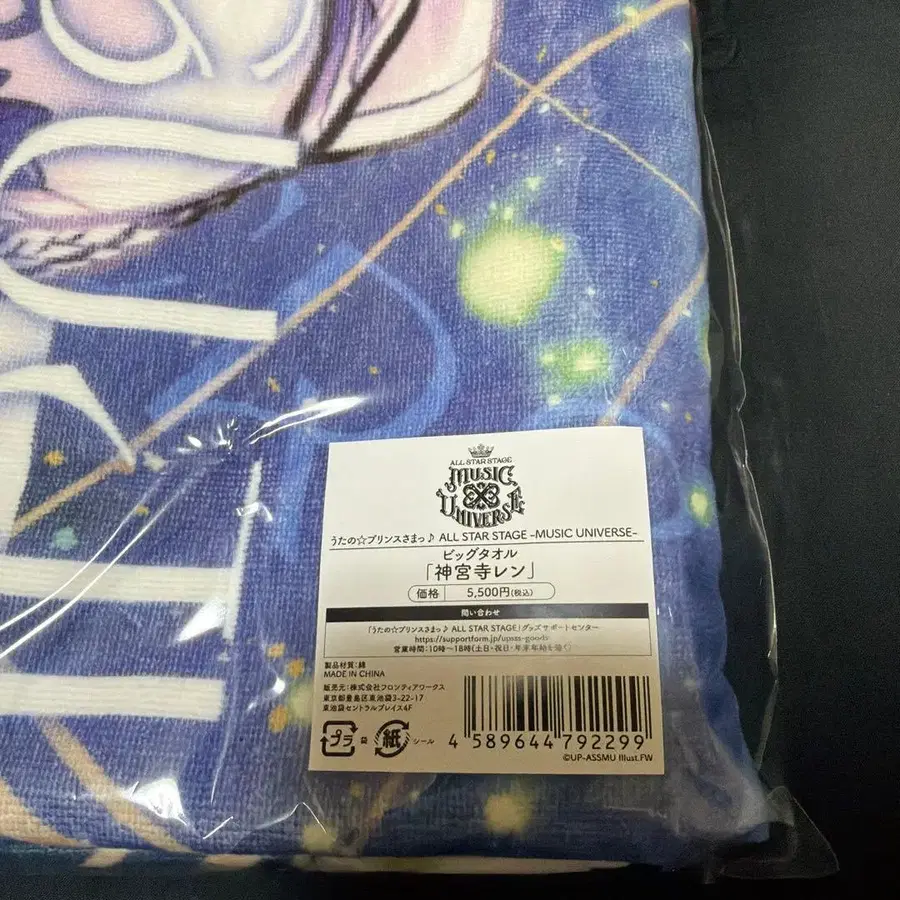 ALL STAR STAGE
MUSIC
UNIVERSE
うたの☆プリンスさまっ♪ ALL STAR STAGE -MUSIC UNIVERSE-
ビッグタオル
「神宮寺レン」
価格 5,500円(税込)
問い合わせ
「うたの☆プリンスさまっ♪ ALL STAR STAGE」グッズサポートセンター
https://supportform.jp/upsss-goods
営業時間:10時~18時(土日・祝日・年末年始を除く)
製品材質:綿
MADE IN CHINA
販売元:株式会社フロンティアワークス
東京都豊島区東池袋3-22-17
東池袋セントラルプレイス4F
プラ 袋 紙 シール
4 589644 792299
©UP-ASSMU Illust.FW